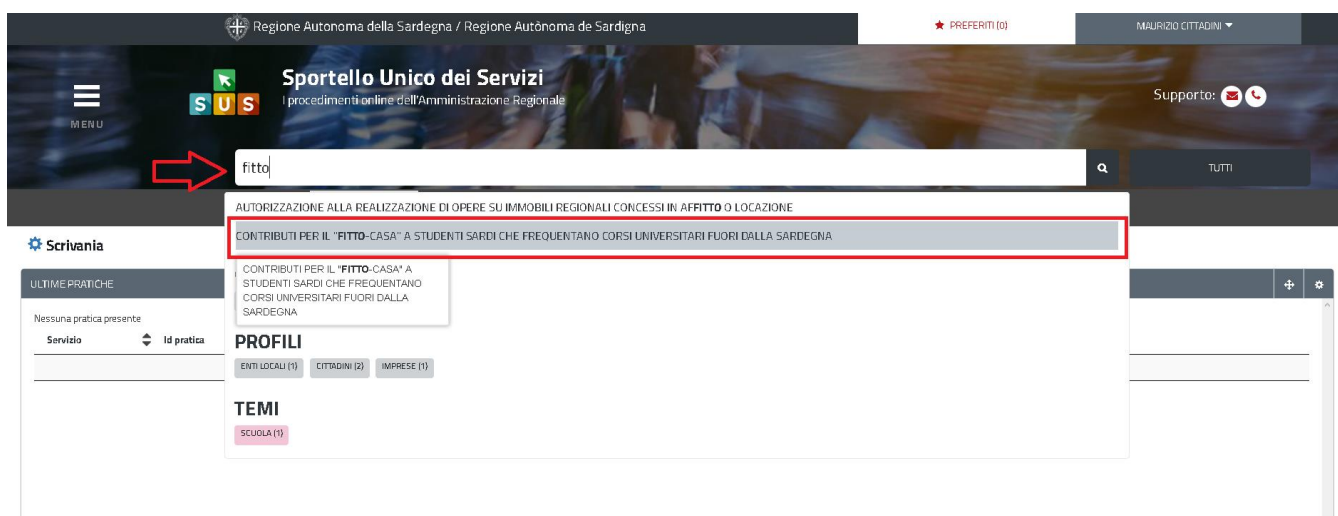 Regione Autonoma della Sardegna / Regione Autònoma de Sardigna
PREFERITI (0)
MAURIZIO CITTADINI
MENU
SUS
Sportello Unico dei Servizi
I procedimenti online dell'Amministrazione Regionale
Supporto:
fitto
TUTTI
AUTORIZZAZIONE ALLA REALIZZAZIONE DI OPERE SU IMMOBILI REGIONALI CONCESSI IN AFFITTO O LOCAZIONE
CONTRIBUTI PER IL "FITTO-CASA" A STUDENTI SARDI CHE FREQUENTANO CORSI UNIVERSITARI FUORI DALLA SARDEGNA
Scrivania
CONTRIBUTI PER IL "FITTO-CASA" A
STUDENTI SARDI CHE FREQUENTANO
CORSI UNIVERSITARI FUORI DALLA
SARDEGNA
ULTIME PRATICHE
Nessuna pratica presente
Servizio
Id pratica
PROFILI
ENTI LOCALI (1)
CITTADINI (2)
IMPRESE (1)
TEMI
SCUOLA (1)